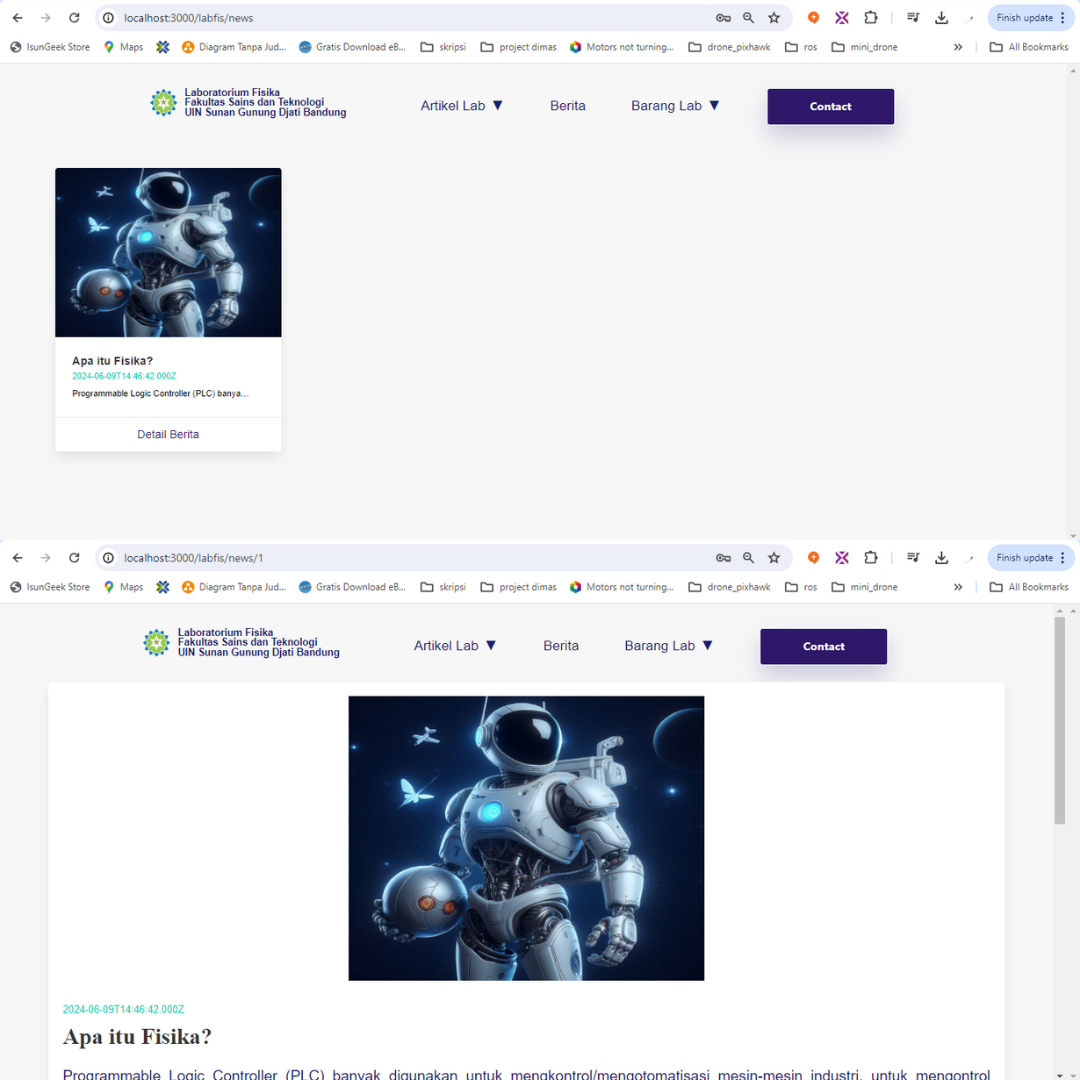 localhost:3000/labfis/news
Finish update
IsunGeek Store
Maps
Diagram Tanpa Jud...
Gratis Download eB...
skripsi
project dimas
Motors not turning...
drone_pixhawk
ros
mini_drone
»
All Bookmarks
Laboratorium Fisika
Fakultas Sains dan Teknologi
UIN Sunan Gunung Djati Bandung
Artikel Lab ▼
Berita
Barang Lab ▼
Contact
Apa itu Fisika?
2024-06-09T14:46:42.000Z
Programmable Logic Controller (PLC) banya...
Detail Berita
localhost:3000/labfis/news/1
Finish update
IsunGeek Store
Maps
Diagram Tanpa Jud...
Gratis Download eB...
skripsi
project dimas
Motors not turning...
drone_pixhawk
ros
mini_drone
»
All Bookmarks
Laboratorium Fisika
Fakultas Sains dan Teknologi
UIN Sunan Gunung Djati Bandung
Artikel Lab ▼
Berita
Barang Lab ▼
Contact
2024-06-09T14:46:42.000Z
Apa itu Fisika?
Programmable Logic Controller (PLC) banyak digunakan untuk mengkontrol/mengotomatisasi mesin-mesin industri, untuk mengontrol